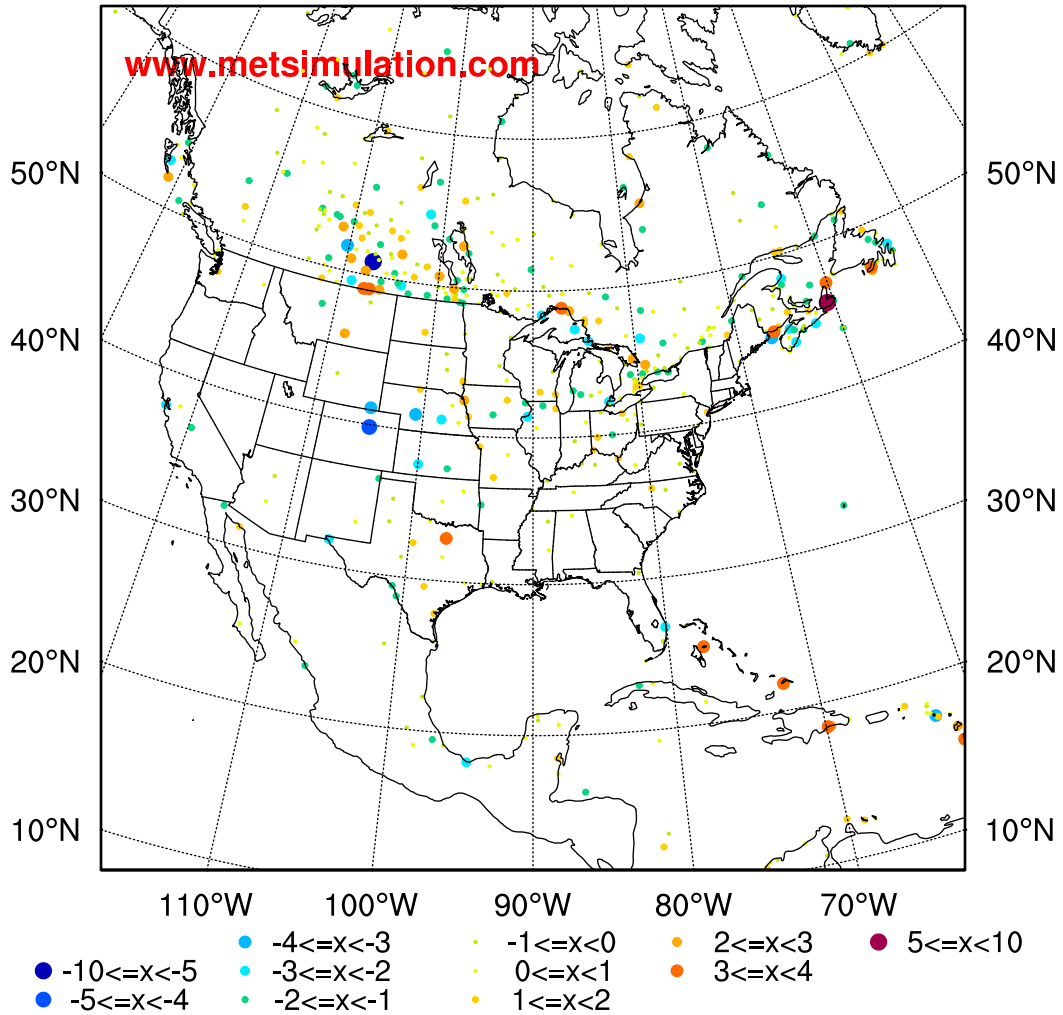 www.metsimulation.com
50°N 50°N
40°N 40°N
30°N 30°N
20°N 20°N
10°N 10°N
110°W 100°W 90°W 80°W 70°W
-4<=x<-3 -1<=x<0 2<=x<3 5<=x<10
-10<=x<-5 -3<=x<-2 0<=x<1 3<=x<4
-5<=x<-4 -2<=x<-1 1<=x<2